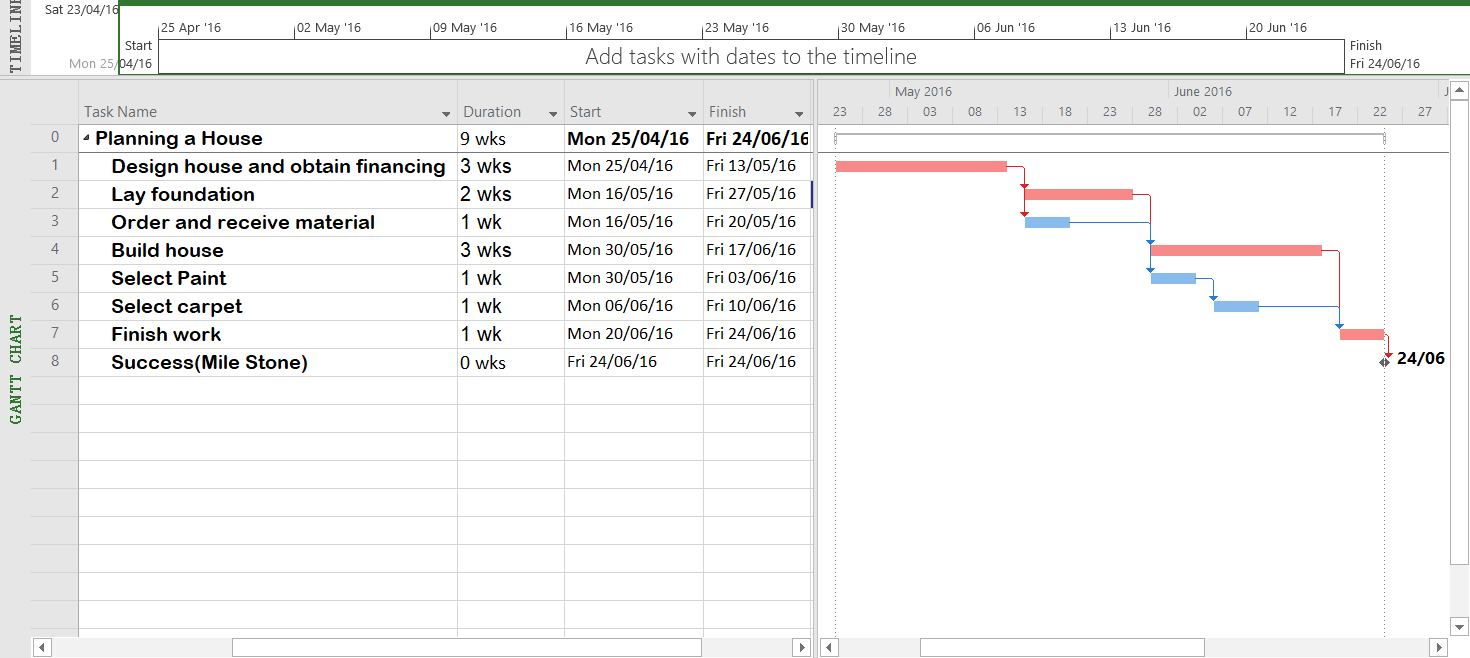 TIMELINE
Sat 23/04/16
25 Apr '16 02 May '16 09 May '16 16 May '16 23 May '16 30 May '16 06 Jun '16 13 Jun '16 20 Jun '16
Start
Mon 25/04/16
Add tasks with dates to the timeline
Finish
Fri 24/06/16
GANTT CHART
May 2016 June 2016 J
Task Name Duration Start Finish 23 28 03 08 13 18 23 28 02 07 12 17 22 27
0 Planning a House 9 wks Mon 25/04/16 Fri 24/06/16
1 Design house and obtain financing 3 wks Mon 25/04/16 Fri 13/05/16
2 Lay foundation 2 wks Mon 16/05/16 Fri 27/05/16
3 Order and receive material 1 wk Mon 16/05/16 Fri 20/05/16
4 Build house 3 wks Mon 30/05/16 Fri 17/06/16
5 Select Paint 1 wk Mon 30/05/16 Fri 03/06/16
6 Select carpet 1 wk Mon 06/06/16 Fri 10/06/16
7 Finish work 1 wk Mon 20/06/16 Fri 24/06/16
8 Success(Mile Stone) 0 wks Fri 24/06/16 Fri 24/06/16 24/06